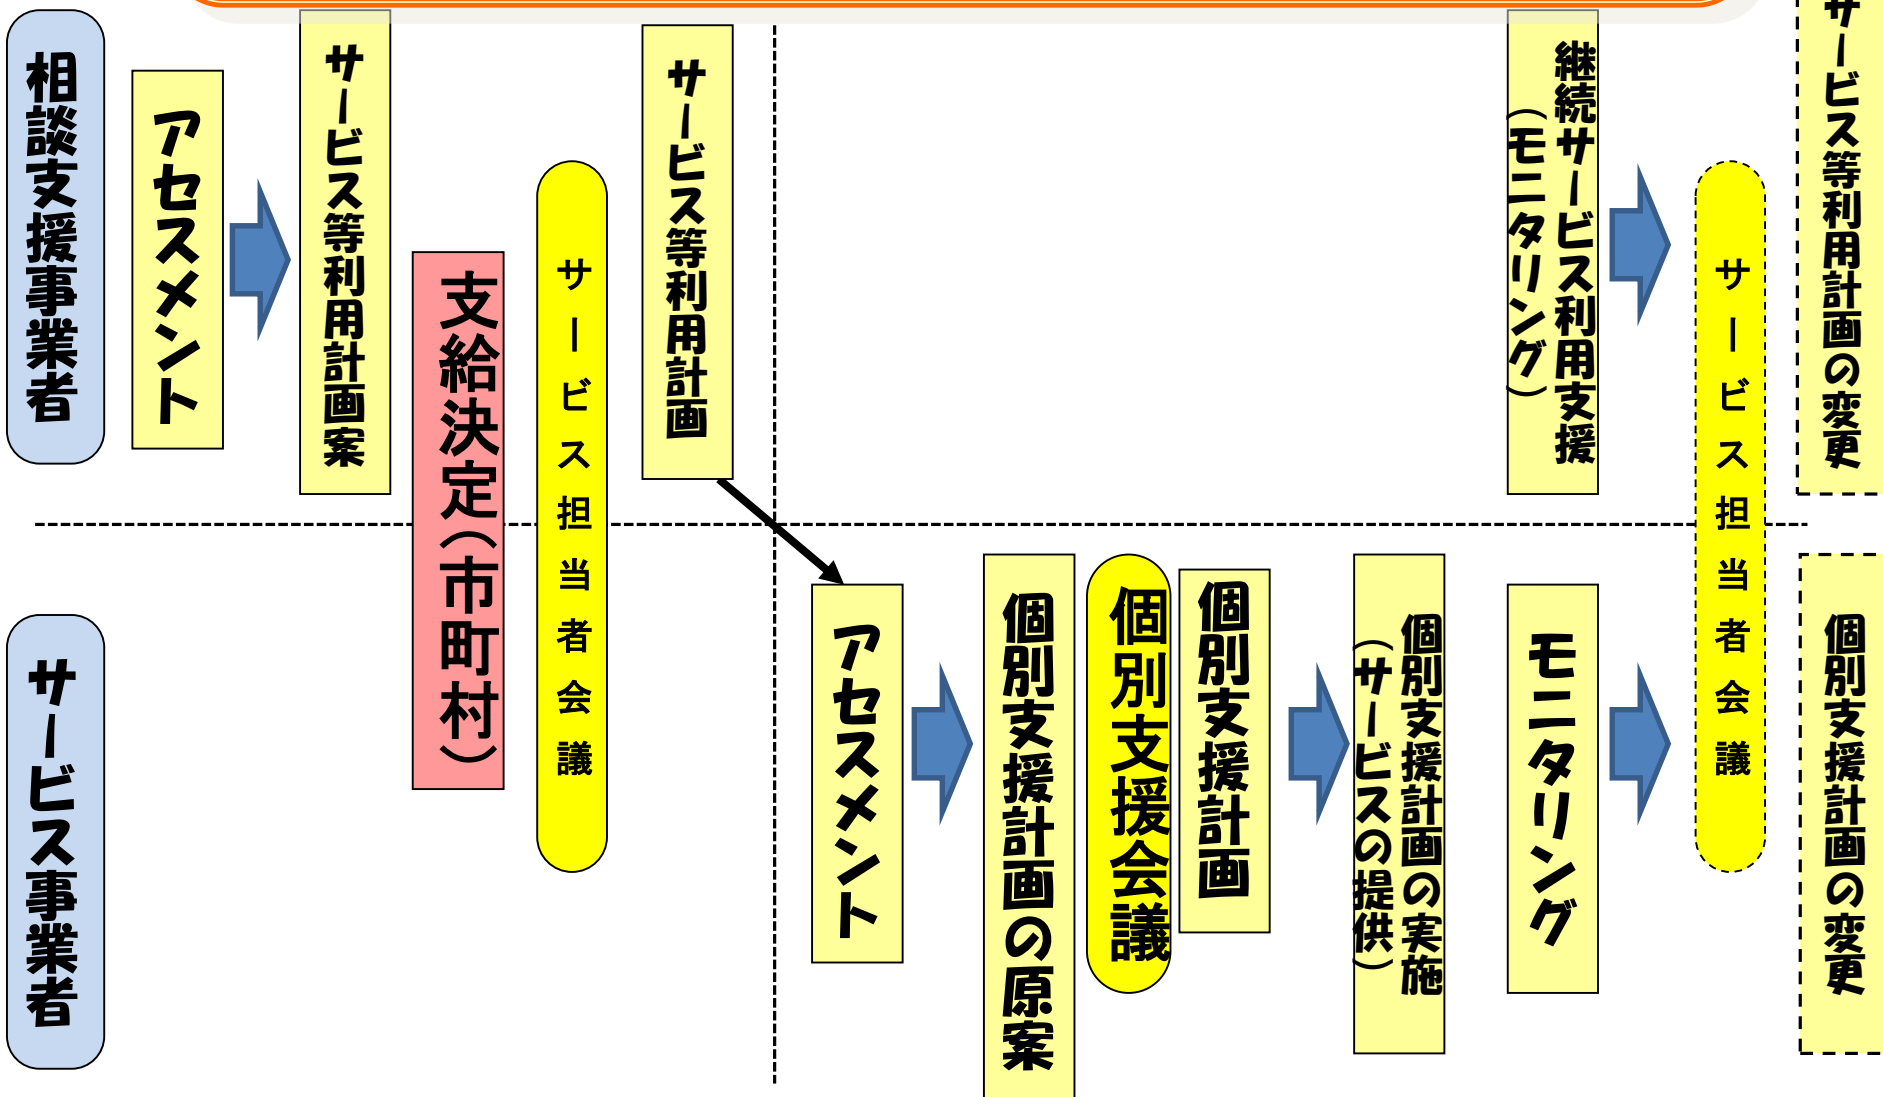 相談支援事業者
アセスメント
サービス等利用計画案
支給決定（市町村）
サービス担当者会議
サービス等利用計画
継続サービス利用支援
（モニタリング）
サービス担当者会議
サービス等利用計画の変更
サービス事業者
アセスメント
個別支援計画の原案
個別支援会議
個別支援計画
個別支援計画の実施
（サービスの提供）
モニタリング
個別支援計画の変更